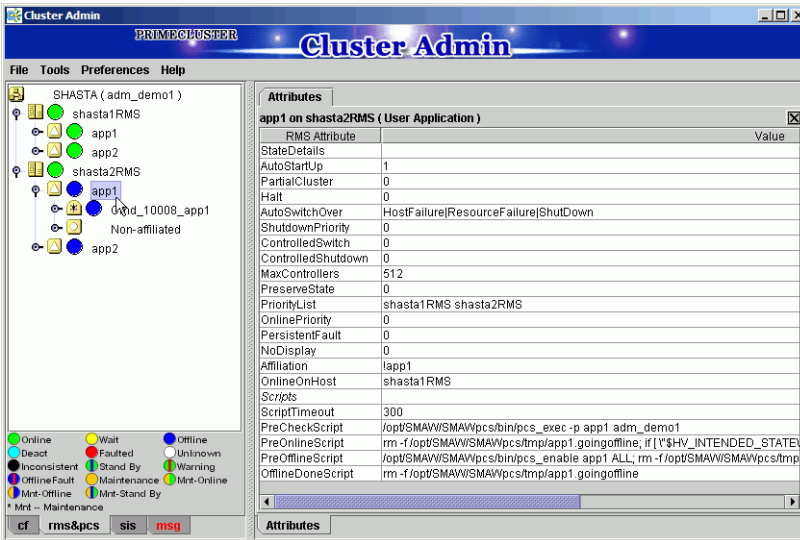 Cluster Admin
PRIMECLUSTER
Cluster Admin
File Tools Preferences Help
SHASTA ( adm_demo1 )
shasta1RMS
app1
app2
shasta2RMS
app1
Cmd_10008_app1
Non-affiliated
app2
Online Wait Offline
Deact Faulted Unknown
Inconsistent Stand By Warning
OfflineFault Maintenance Mnt-Online
Mnt-Offline Mnt-Stand By
* Mnt -- Maintenance
cf rms&pcs sis msg
Attributes
app1 on shasta2RMS ( User Application )
RMS Attribute Value
StateDetails
AutoStartUp 1
PartialCluster 0
Halt 0
AutoSwitchOver HostFailure|ResourceFailure|ShutDown
ShutdownPriority 0
ControlledSwitch 0
ControlledShutdown 0
MaxControllers 512
PreserveState 0
PriorityList shasta1RMS shasta2RMS
OnlinePriority 0
PersistentFault 0
NoDisplay 0
Affiliation !app1
OnlineOnHost shasta1RMS
Scripts
ScriptTimeout 300
PreCheckScript /opt/SMAW/SMAWpcs/bin/pcs_exec -p app1 adm_demo1
PreOnlineScript rm -f /opt/SMAW/SMAWpcs/tmp/app1.goingoffline; if [ \"$HV_INTENDED_STATE\
PreOfflineScript /opt/SMAW/SMAWpcs/bin/pcs_enable app1 ALL; rm -f /opt/SMAW/SMAWpcs/tmp
OfflineDoneScript rm -f /opt/SMAW/SMAWpcs/tmp/app1.goingoffline
Attributes